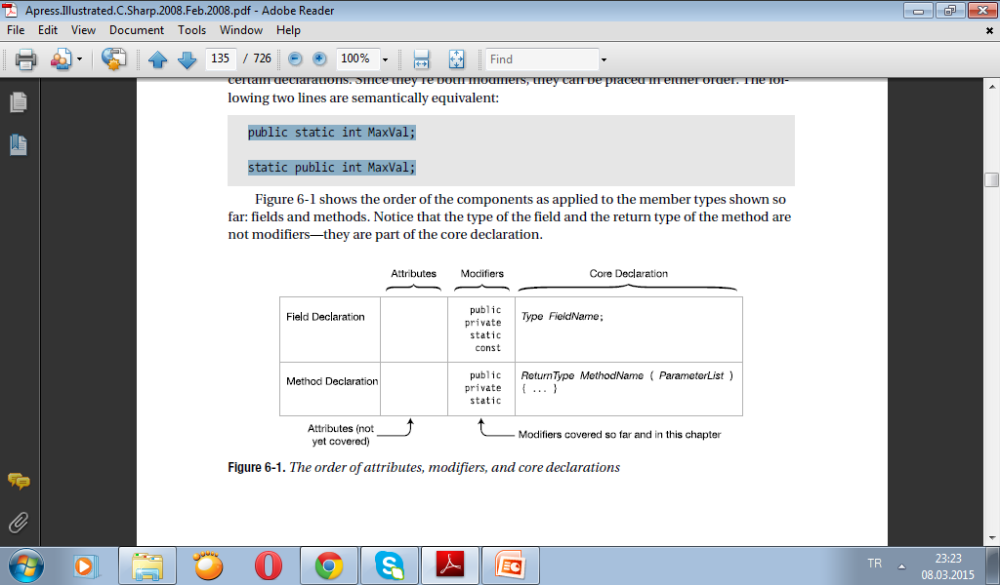 Apress.Illustrated.C.Sharp.2008.Feb.2008.pdf - Adobe Reader
File Edit View Document Tools Window Help
135 / 726 100% Find
certain declarations. Since they're both modifiers, they can be placed in either order. The fol-
lowing two lines are semantically equivalent:
public static int MaxVal;
static public int MaxVal;
Figure 6-1 shows the order of the components as applied to the member types shown so
far: fields and methods. Notice that the type of the field and the return type of the method are
not modifiers—they are part of the core declaration.
Attributes Modifiers Core Declaration
Field Declaration
public
private
static
const
Type FieldName;
Method Declaration
public
private
static
ReturnType MethodName ( ParameterList )
{ ... }
Attributes (not
yet covered)
Modifiers covered so far and in this chapter
Figure 6-1. The order of attributes, modifiers, and core declarations
TR
23:23
08.03.2015